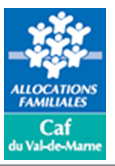 ALLOCATIONS
FAMILIALES
Caf
du Val-de-Marne